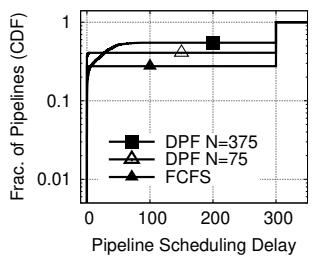 Frac. of Pipelines (CDF)
1
0.1
0.01
DPF N=375
DPF N=75
FCFS
0 100 200 300
Pipeline Scheduling Delay